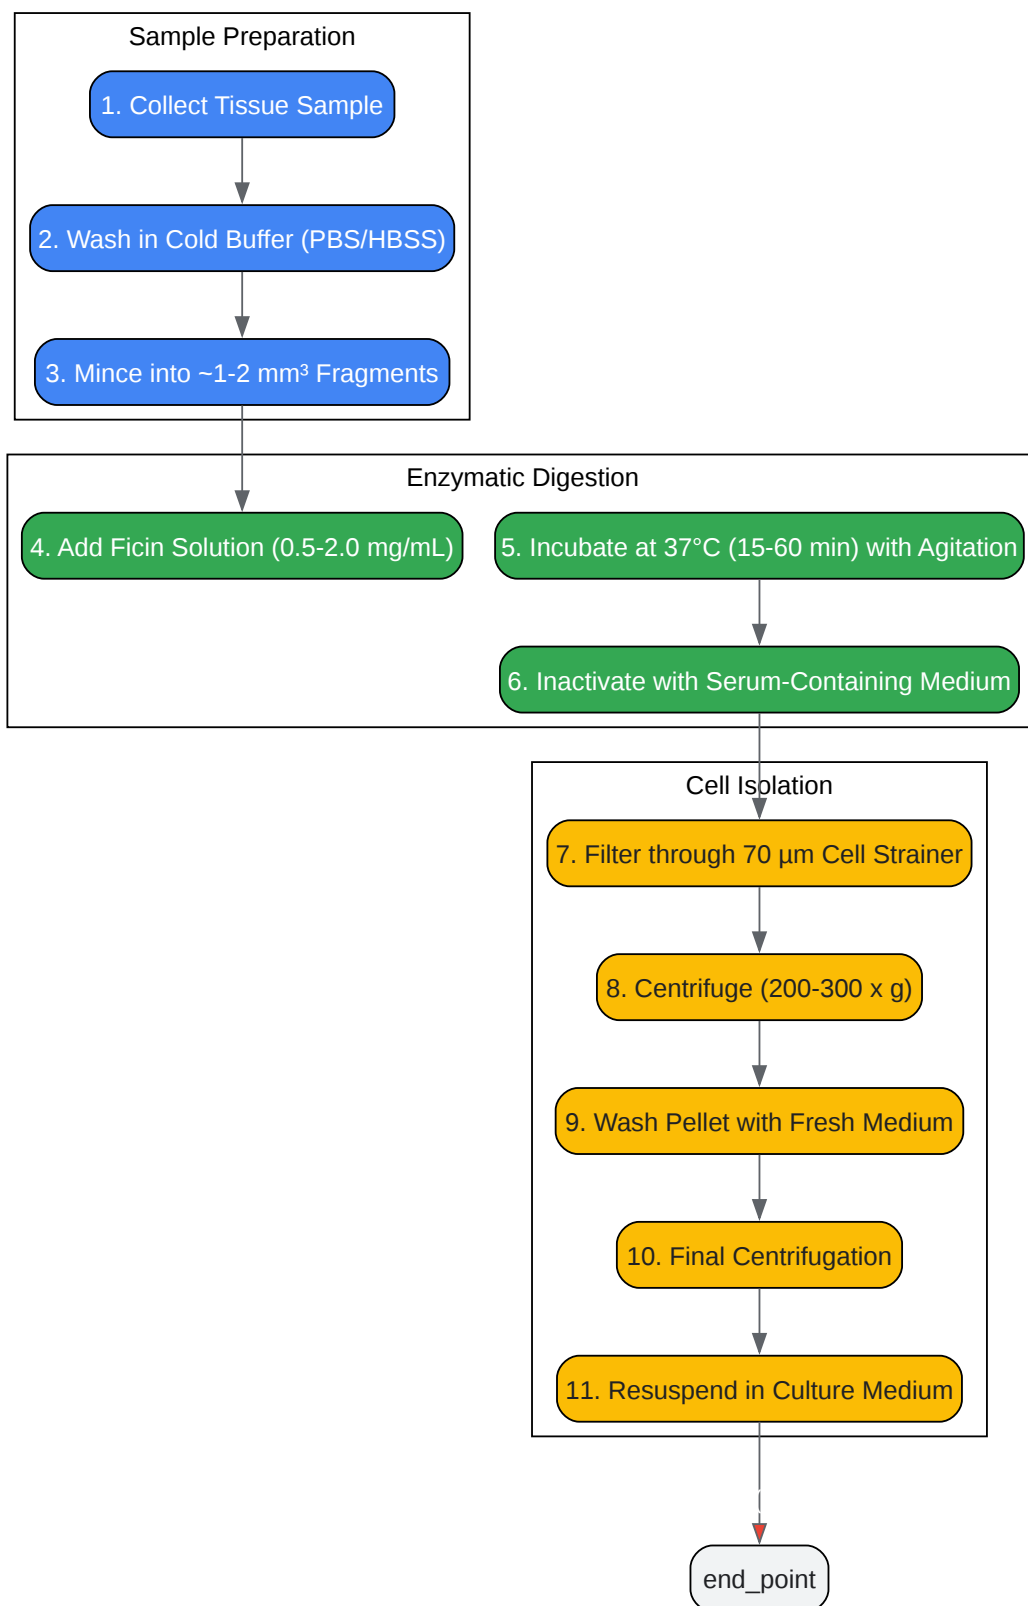 Sample Preparation
1. Collect Tissue Sample
2. Wash in Cold Buffer (PBS/HBSS)
3. Mince into ~1-2 mm³ Fragments
Enzymatic Digestion
4. Add Ficin Solution (0.5-2.0 mg/mL)
5. Incubate at 37°C (15-60 min) with Agitation
6. Inactivate with Serum-Containing Medium
Cell Isolation
7. Filter through 70 µm Cell Strainer
8. Centrifuge (200-300 x g)
9. Wash Pellet with Fresh Medium
10. Final Centrifugation
11. Resuspend in Culture Medium
end_point